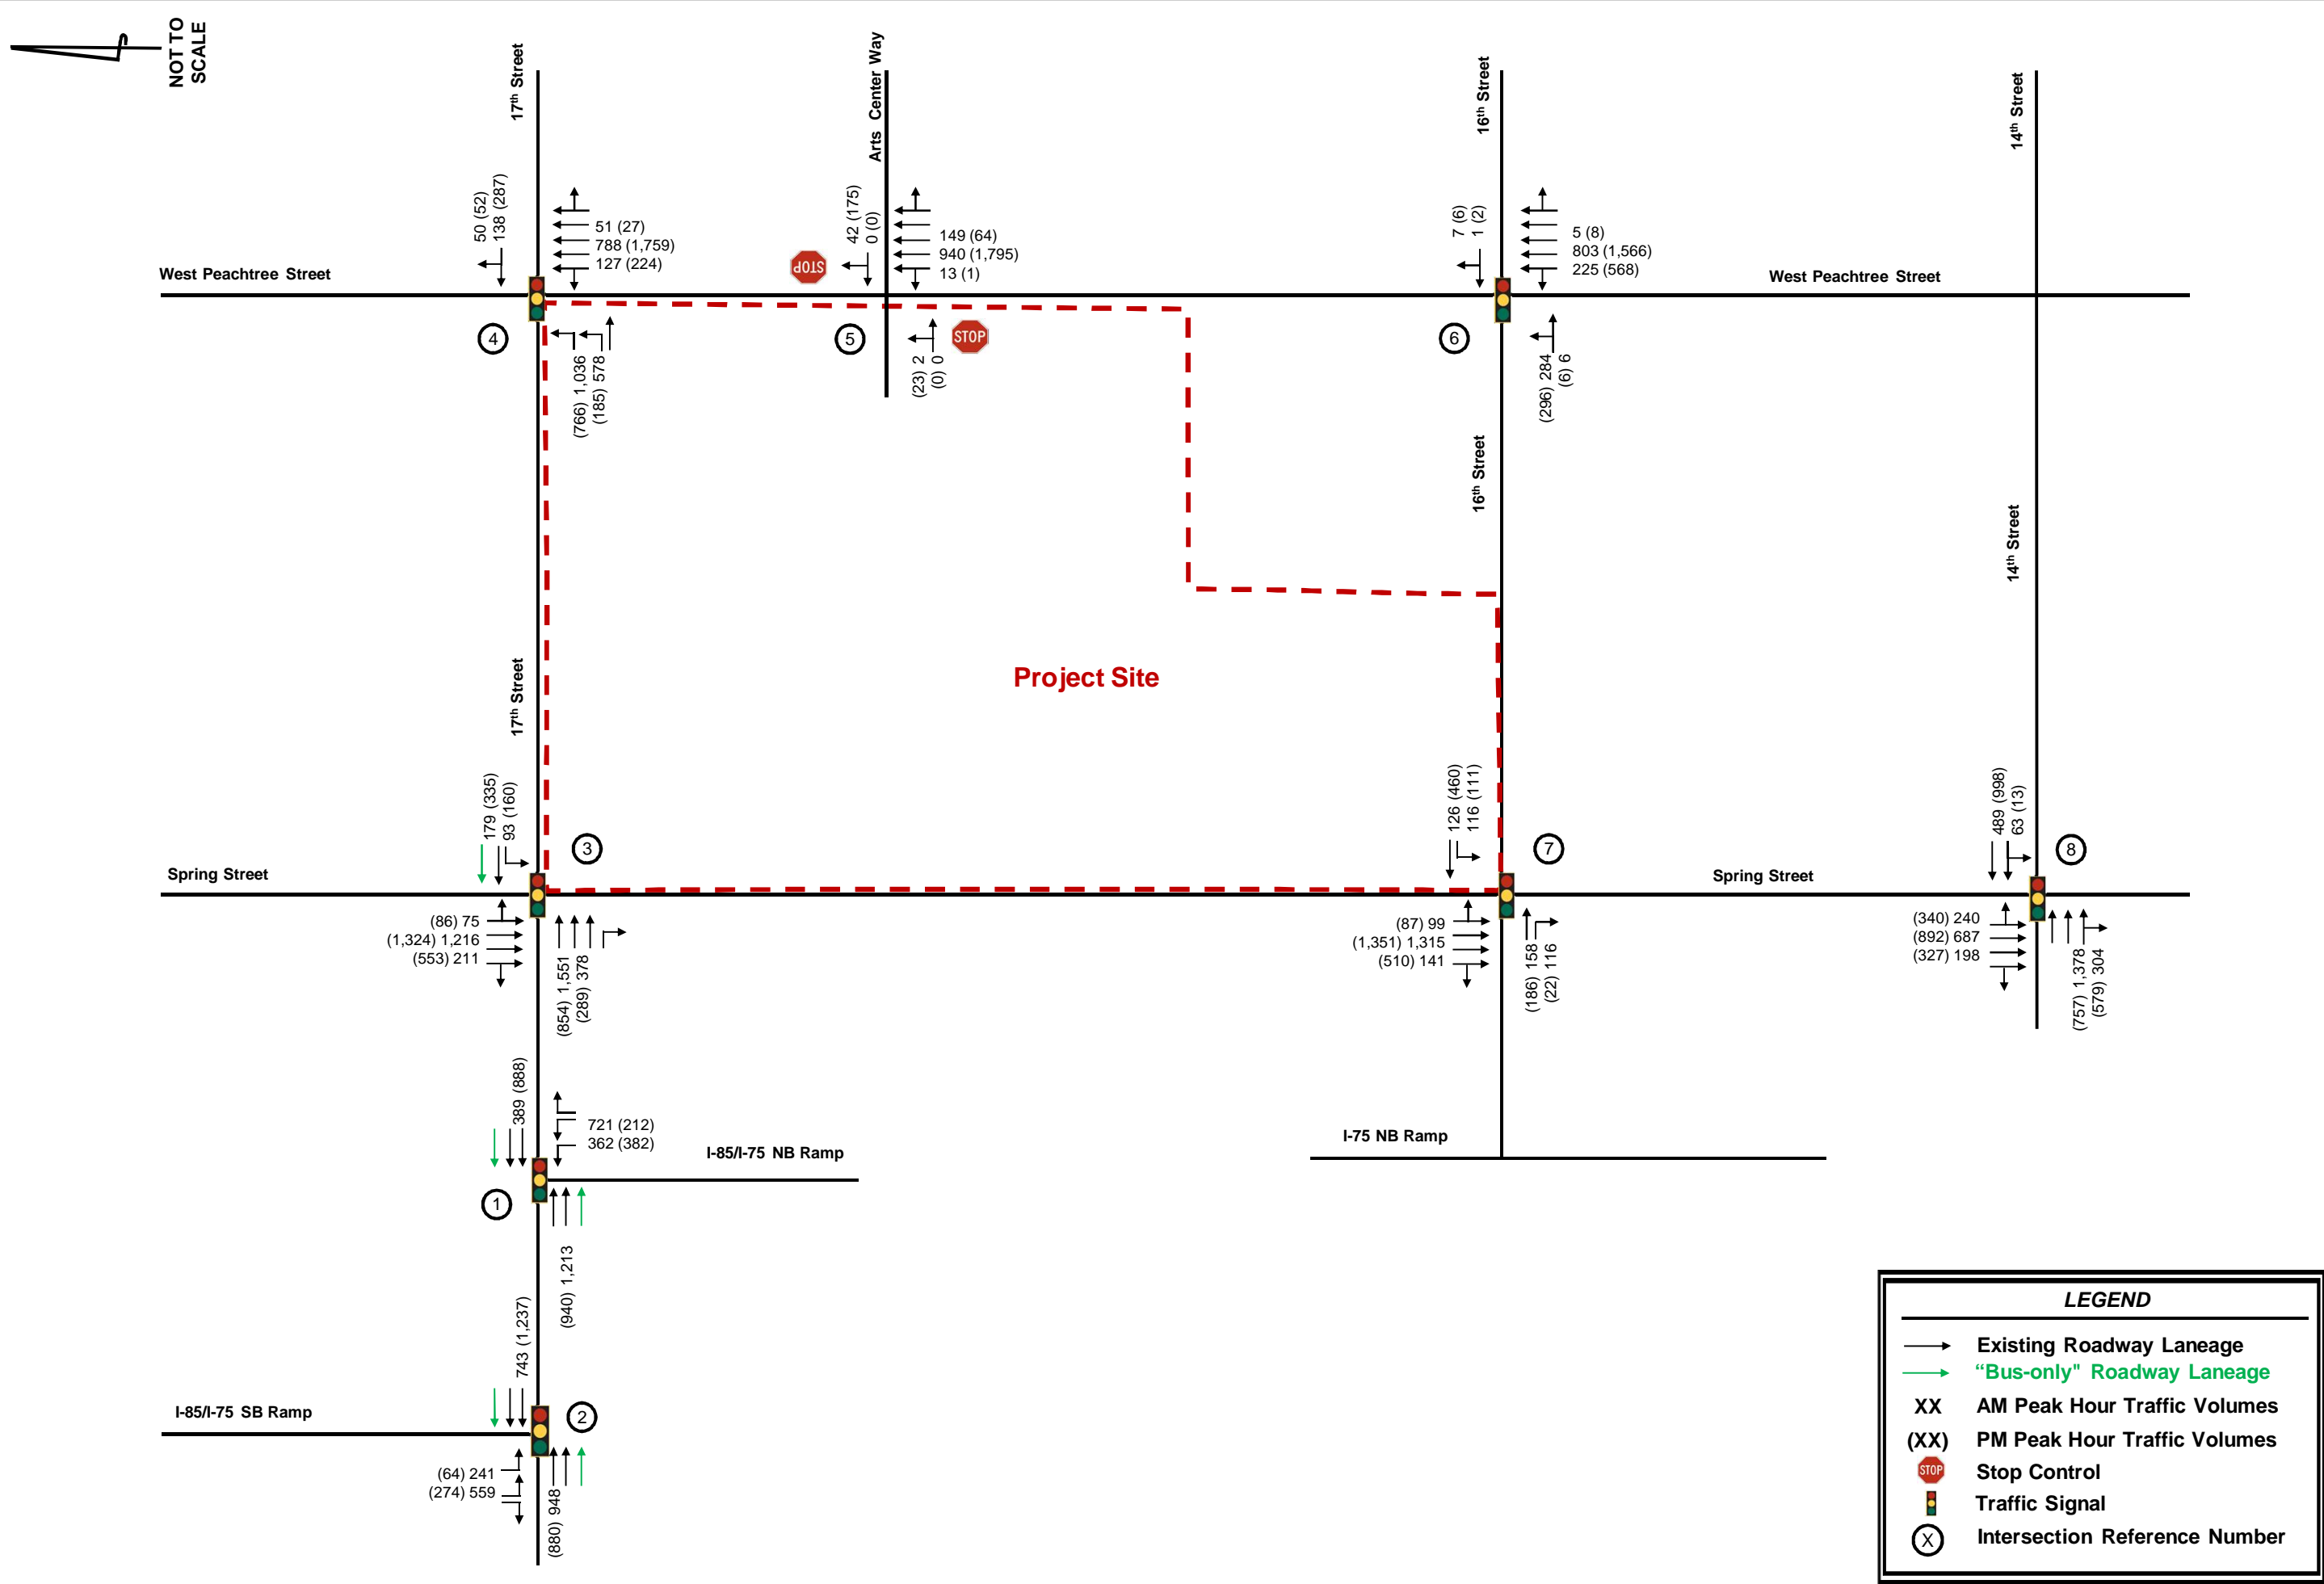 NOT TO
SCALE
17th Street
Arts Center Way
16th Street
14th Street
50 (52)
138 (287)
51 (27)
788 (1,759)
127 (224)
STOP
42 (175)
0 (0)
149 (64)
940 (1,795)
13 (1)
7 (6)
1 (2)
5 (8)
803 (1,566)
225 (568)
West Peachtree Street
West Peachtree Street
4
5
6
STOP
(766) 1,036
(185) 578
(23) 2
(0) 0
(296) 284
(6) 6
16th Street
14th Street
17th Street
Project Site
179 (335)
93 (160)
3
126 (460)
116 (111)
7
489 (998)
63 (13)
8
Spring Street
Spring Street
(86) 75
(1,324) 1,216
(553) 211
(854) 1,551
(289) 378
(87) 99
(1,351) 1,315
(510) 141
(186) 158
(22) 116
(340) 240
(892) 687
(327) 198
(757) 1,378
(579) 304
389 (888)
721 (212)
362 (382)
I-85/I-75 NB Ramp
I-75 NB Ramp
1
(940) 1,213
743 (1,237)
I-85/I-75 SB Ramp
2
(64) 241
(274) 559
(880) 948
LEGEND
Existing Roadway Laneage
“Bus-only" Roadway Laneage
XX AM Peak Hour Traffic Volumes
(XX) PM Peak Hour Traffic Volumes
STOP Stop Control
Traffic Signal
X Intersection Reference Number